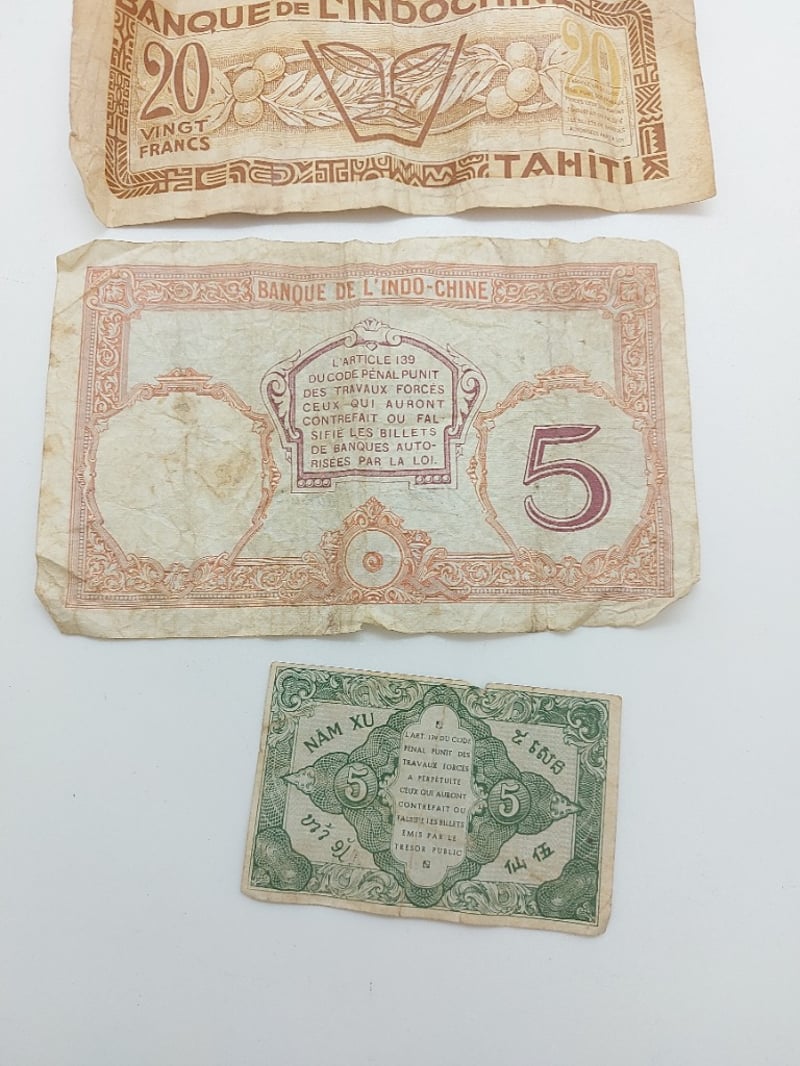 BANQUE DE L'INDOCHINE
20
20
VINGT
FRANCS
TAHITI
BANQUE DE L'INDO-CHINE
L'ARTICLE 139
DU CODE PÉNAL PUNIT
DES TRAVAUX FORCÉS
CEUX QUI AURONT
CONTREFAIT OU FAL-
SIFIÉ LES BILLETS
DE BANQUES AUTO-
RISÉES PAR LA LOI.
5
NĂM XU
៥ សេន
L'ART. 139 DU CODE
PÉNAL PUNIT DES
TRAVAUX FORCÉS
A PERPÉTUITÉ
CEUX QUI AURONT
CONTREFAIT OU
FALSIFIÉ LES BILLETS
ÉMIS PAR LE
TRÉSOR PUBLIC
5
5
仙伍